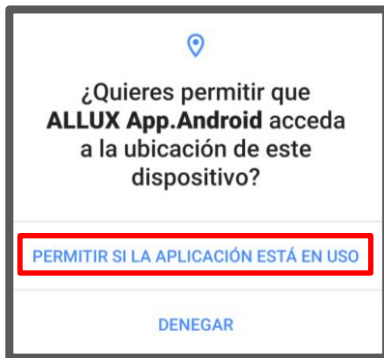 ¿Quieres permitir que
ALLUX App.Android acceda
a la ubicación de este
dispositivo?
PERMITIR SI LA APLICACIÓN ESTÁ EN USO
DENEGAR